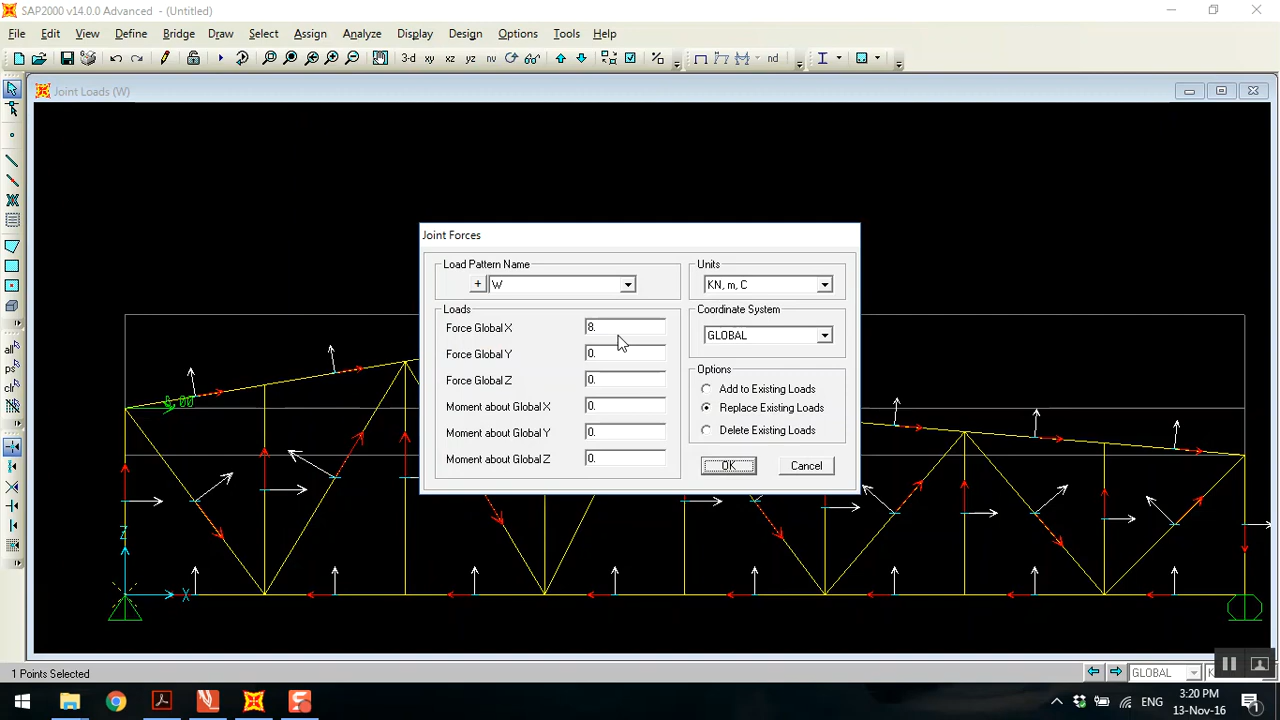 SAP2000 v14.0.0 Advanced - (Untitled)
File Edit View Define Bridge Draw Select Assign Analyze Display Design Options Tools Help
3-d xy xz yz nv nd
Joint Loads (W)
Joint Forces
Load Pattern Name
+ W
Units
KN, m, C
Loads
Force Global X 8.
Force Global Y 0.
Force Global Z 0.
Moment about Global X 0.
Moment about Global Y 0.
Moment about Global Z 0.
Coordinate System
GLOBAL
Options
Add to Existing Loads
Replace Existing Loads
Delete Existing Loads
OK Cancel
all
ps
clr
Z
X
1 Points Selected
GLOBAL
ENG
3:20 PM
13-Nov-16